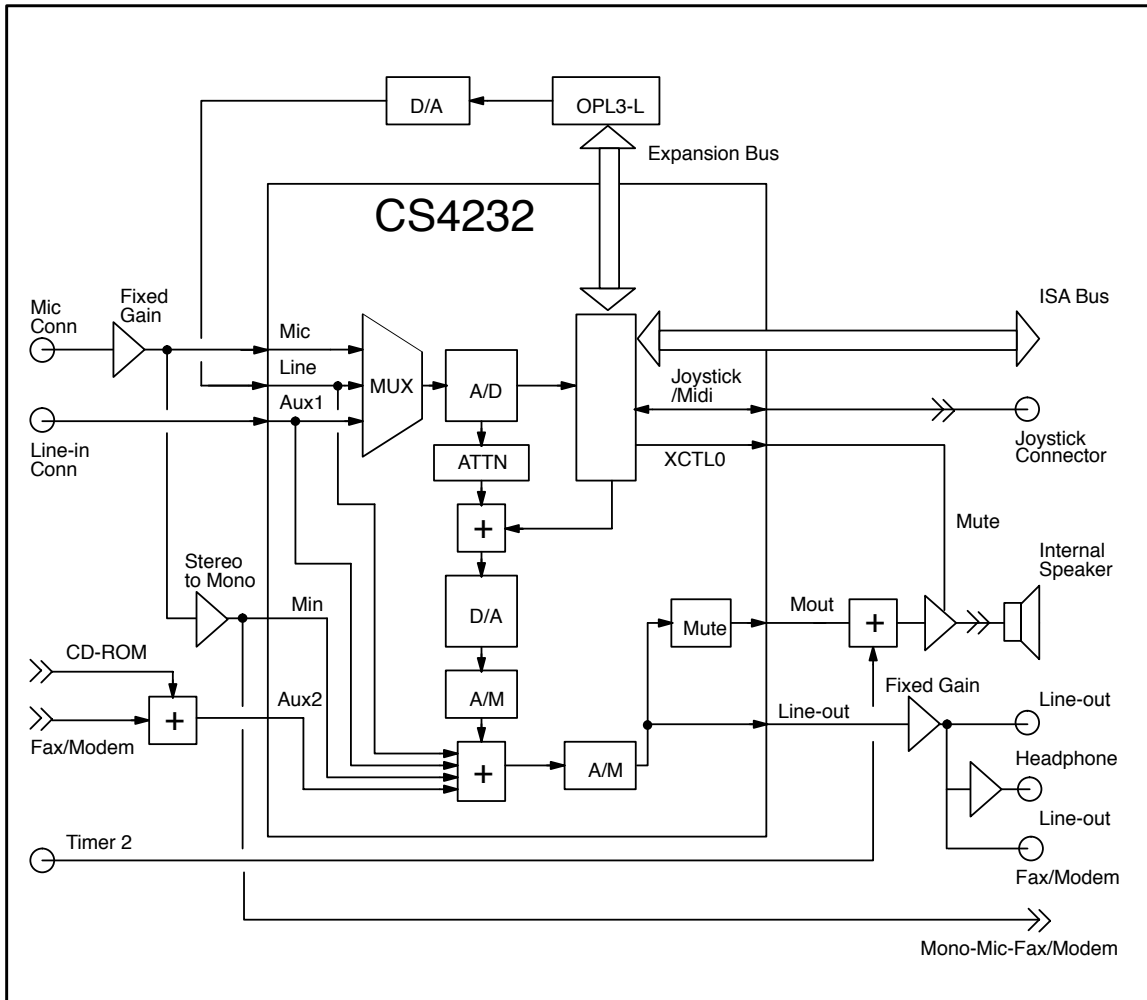 D/A
OPL3-L
Expansion Bus
CS4232
Mic
Conn
Fixed
Gain
ISA Bus
Mic
Line
MUX
Aux1
A/D
Joystick
/Midi
Line-in
Conn
ATTN
XCTL0
Joystick
Connector
+
Mute
Stereo
to Mono
Internal
Speaker
Min
D/A
Mute
Mout
+
CD-ROM
Aux2
A/M
Fixed Gain
Line-out
Line-out
+
Fax/Modem
+
A/M
Headphone
Line-out
Timer 2
Fax/Modem
Mono-Mic-Fax/Modem